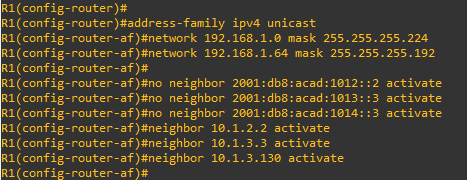 R1(config-router)#
R1(config-router)#address-family ipv4 unicast
R1(config-router-af)#network 192.168.1.0 mask 255.255.255.224
R1(config-router-af)#network 192.168.1.64 mask 255.255.255.192
R1(config-router-af)#
R1(config-router-af)#no neighbor 2001:db8:acad:1012::2 activate
R1(config-router-af)#no neighbor 2001:db8:acad:1013::3 activate
R1(config-router-af)#no neighbor 2001:db8:acad:1014::3 activate
R1(config-router-af)#neighbor 10.1.2.2 activate
R1(config-router-af)#neighbor 10.1.3.3 activate
R1(config-router-af)#neighbor 10.1.3.130 activate
R1(config-router-af)#